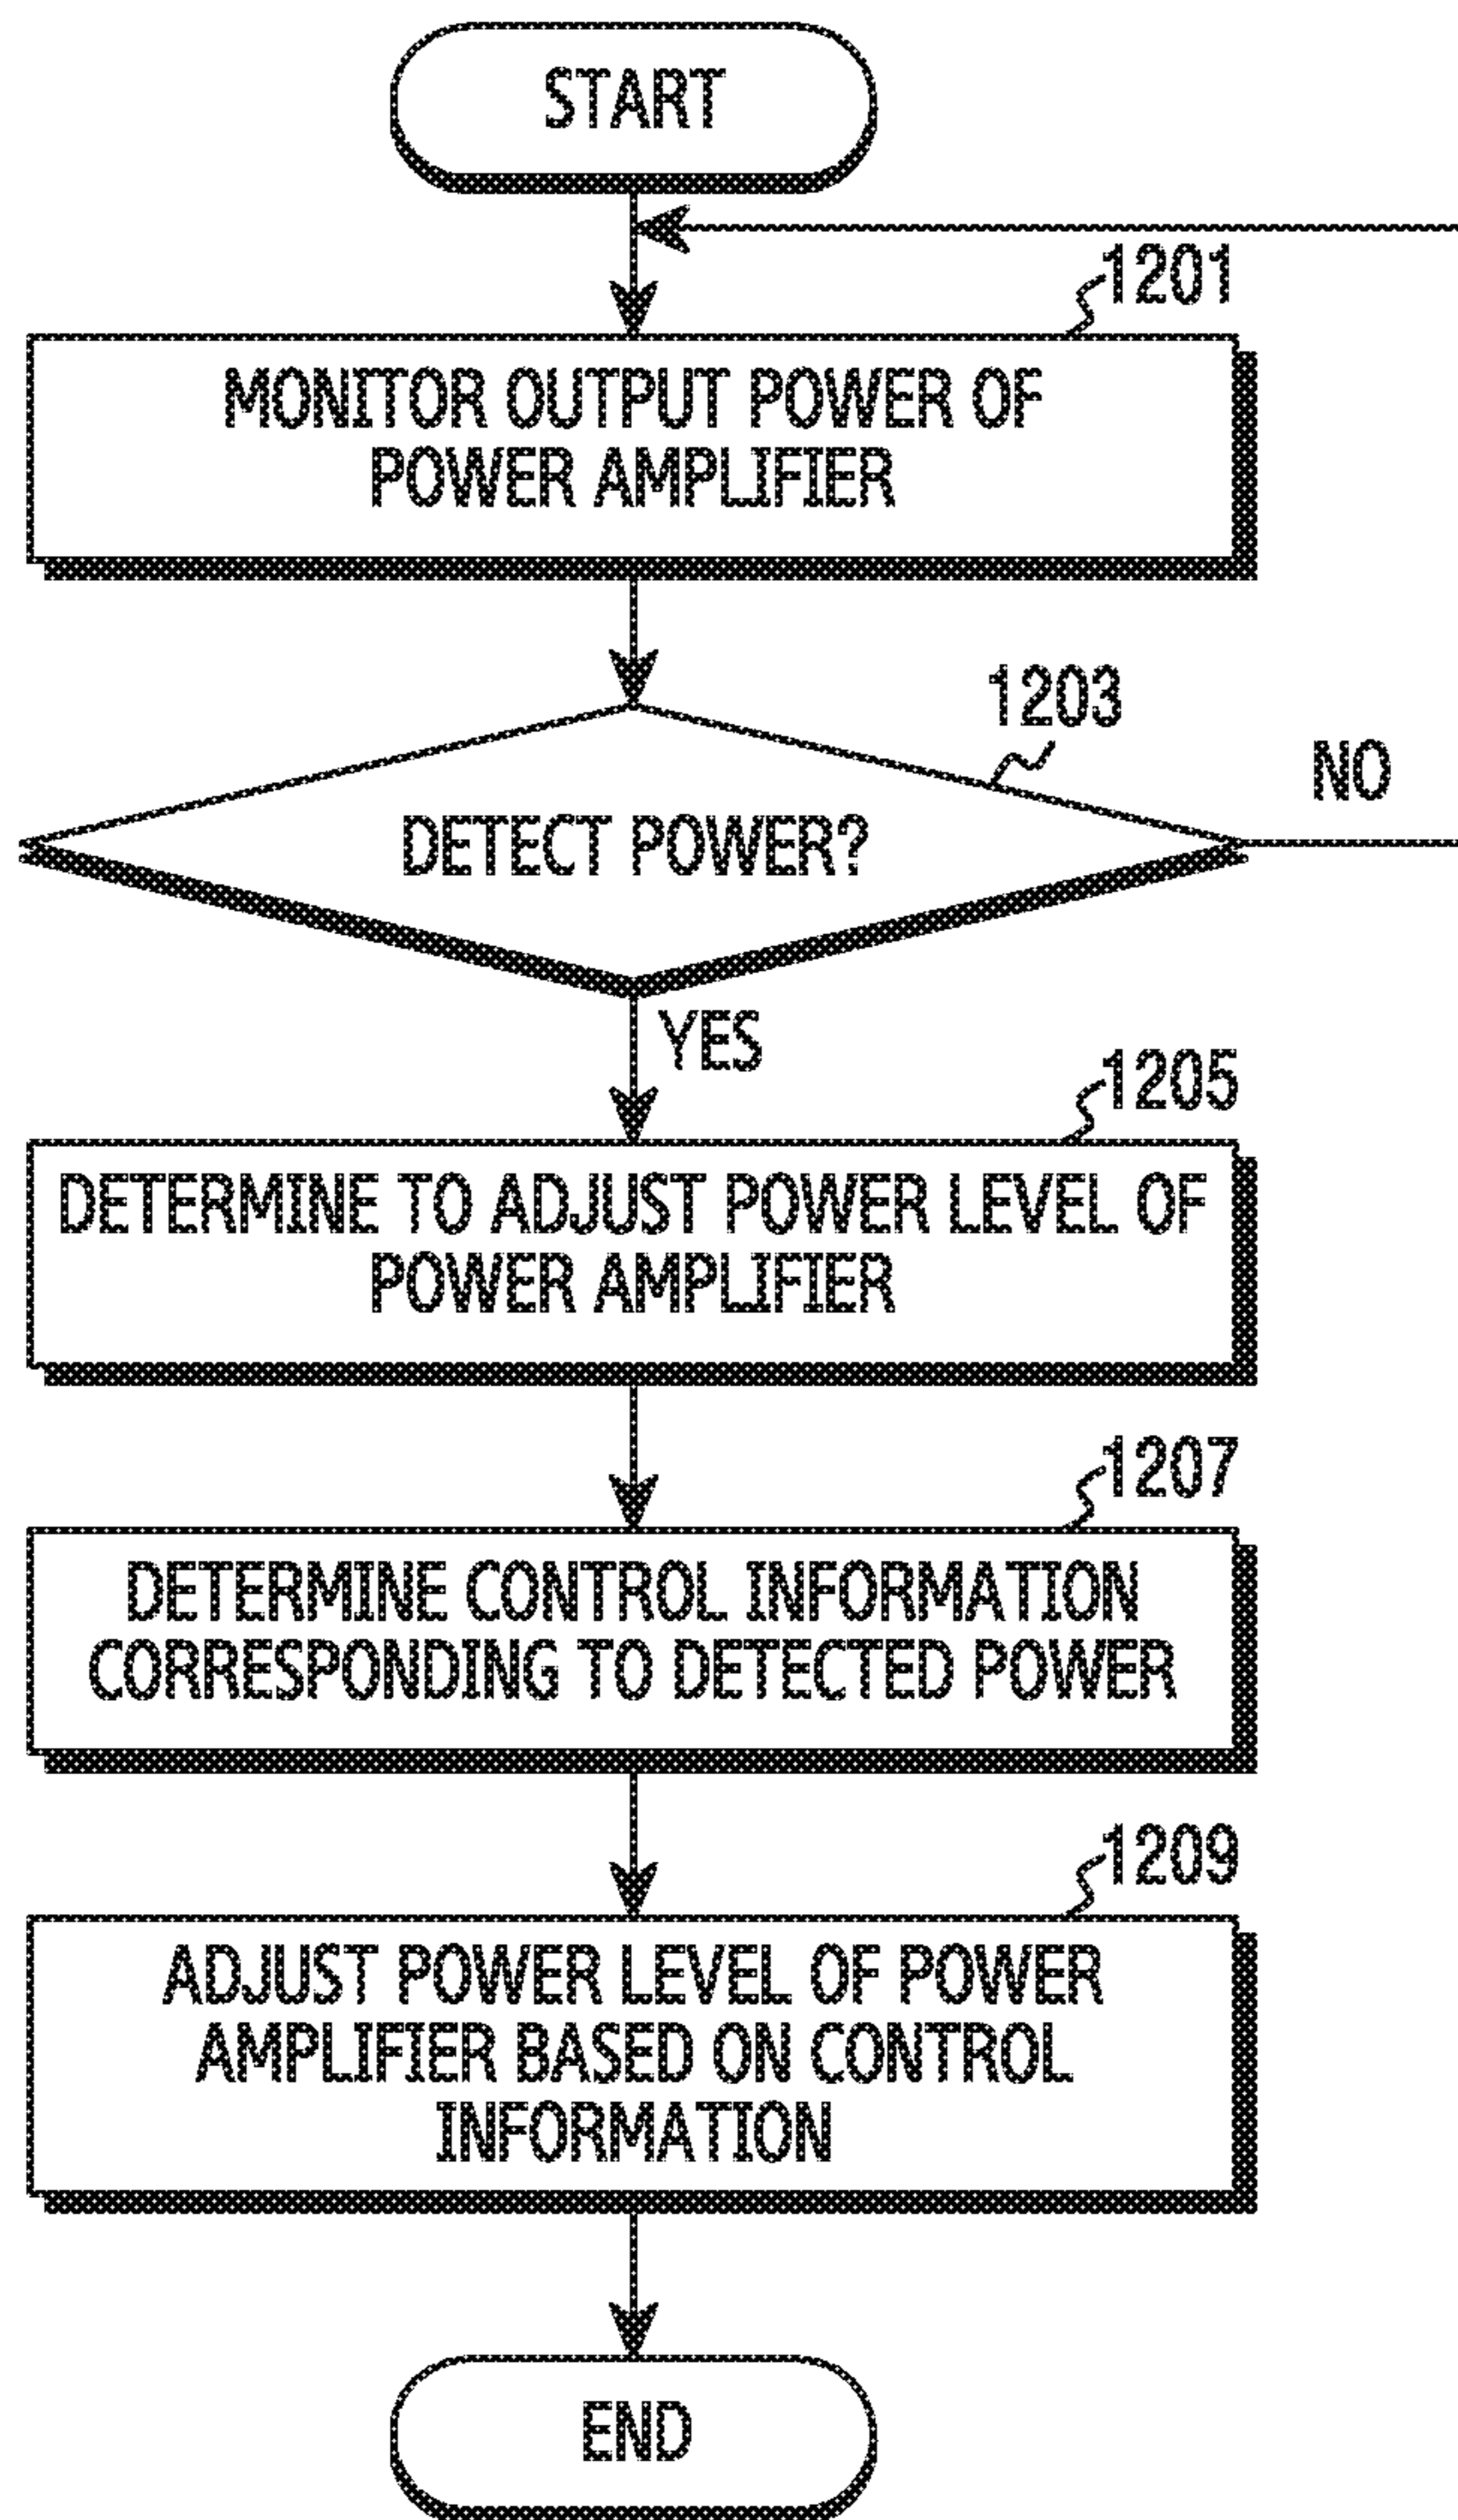 START
1201
MONITOR OUTPUT POWER OF
POWER AMPLIFIER
1203
DETECT POWER?
NO
YES
1205
DETERMINE TO ADJUST POWER LEVEL OF
POWER AMPLIFIER
1207
DETERMINE CONTROL INFORMATION
CORRESPONDING TO DETECTED POWER
1209
ADJUST POWER LEVEL OF POWER
AMPLIFIER BASED ON CONTROL
INFORMATION
END